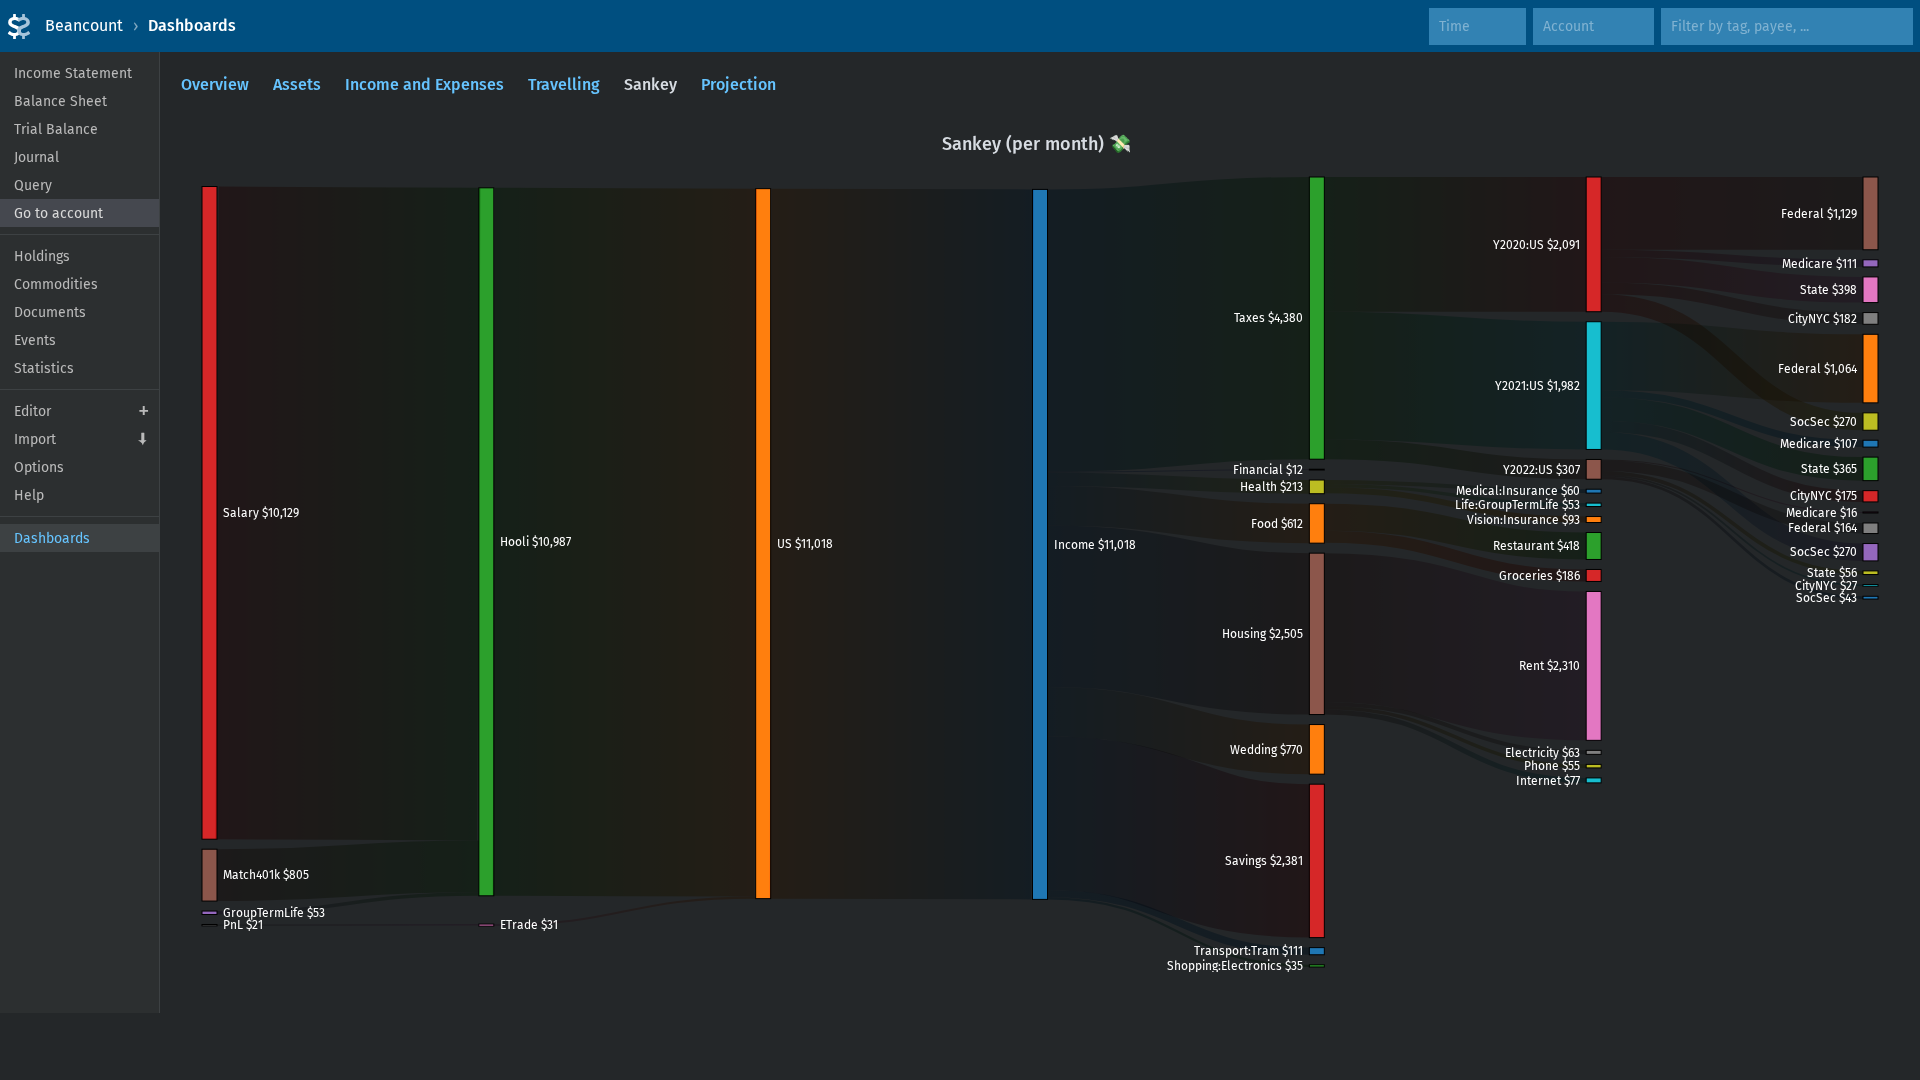 Beancount › Dashboards
Time
Account
Filter by tag, payee, ...
Income Statement
Balance Sheet
Trial Balance
Journal
Query
Go to account
Holdings
Commodities
Documents
Events
Statistics
Editor +
Import
Options
Help
Dashboards
Overview Assets Income and Expenses Travelling Sankey Projection
Sankey (per month) 💸
Salary $10,129
Match401k $805
GroupTermLife $53
PnL $21
Hooli $10,987
ETrade $31
US $11,018
Income $11,018
Taxes $4,380
Financial $12
Health $213
Food $612
Housing $2,505
Wedding $770
Savings $2,381
Transport:Tram $111
Shopping:Electronics $35
Y2020:US $2,091
Y2021:US $1,982
Y2022:US $307
Medical:Insurance $60
Life:GroupTermLife $53
Vision:Insurance $93
Restaurant $418
Groceries $186
Rent $2,310
Electricity $63
Phone $55
Internet $77
Federal $1,129
Medicare $111
State $398
CityNYC $182
Federal $1,064
SocSec $270
Medicare $107
State $365
CityNYC $175
Medicare $16
Federal $164
SocSec $270
State $56
CityNYC $27
SocSec $43